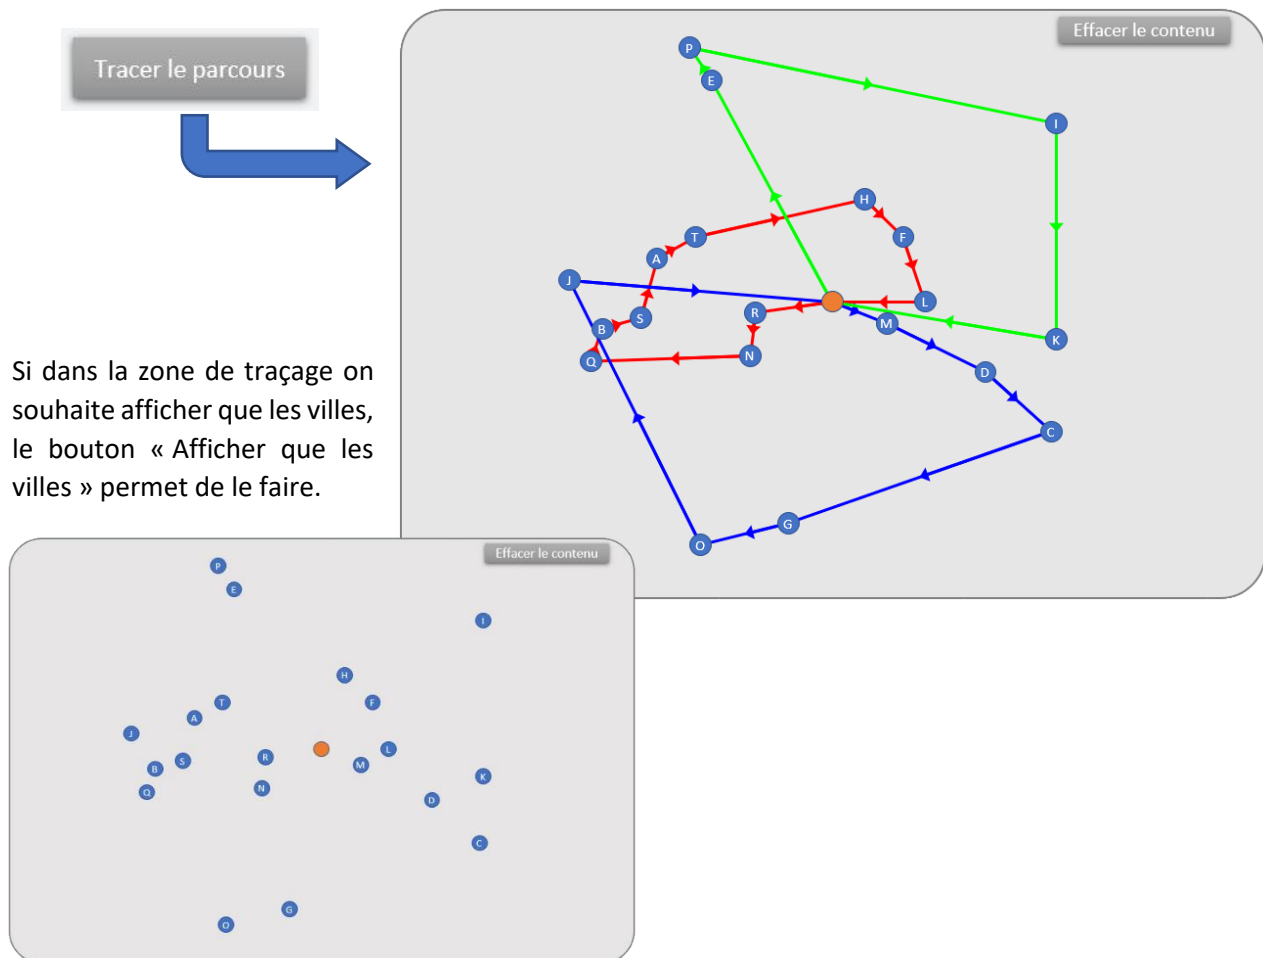 Tracer le parcours
Effacer le contenu
P
E
I
H
T
F
A
J
L
R
S
M
B
K
N
Q
D
C
G
O
Si dans la zone de traçage on
souhaite afficher que les villes,
le bouton « Afficher que les
villes » permet de le faire.
Effacer le contenu
P
E
I
H
T
F
A
J
L
R
S
M
B
K
N
Q
D
C
G
O